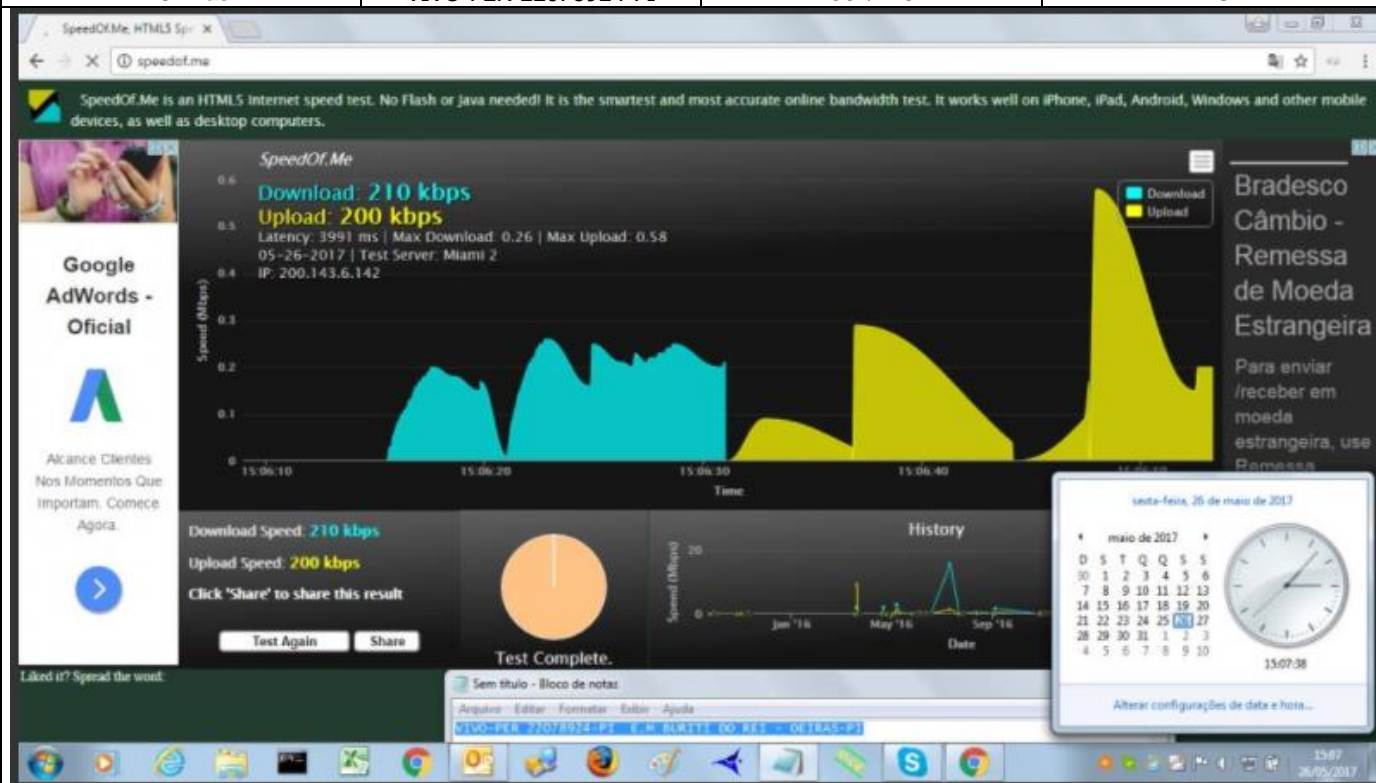 SpeedOf.Me, HTML5 Spe
speedof.me
SpeedOf.Me is an HTML5 Internet speed test. No Flash or Java needed! It is the smartest and most accurate online bandwidth test. It works well on iPhone, iPad, Android, Windows and other mobile
devices, as well as desktop computers.
SpeedOf.Me
Download: 210 kbps
Upload: 200 kbps
Latency: 3991 ms | Max Download: 0.26 | Max Upload: 0.58
05-26-2017 | Test Server: Miami 2
IP: 200.143.6.142
Download
Upload
0.6
0.5
0.4
0.3
0.2
0.1
0
Speed (Mbps)
15:06:10 15:06:20 15:06:30 15:06:40
Time
Google
AdWords -
Oficial
Alcance Clientes
Nos Momentos Que
Importam. Comece
Agora.
Bradesco
Câmbio -
Remessa
de Moeda
Estrangeira
Para enviar
/receber em
moeda
estrangeira, use
Remessa
Download Speed: 210 kbps
Upload Speed: 200 kbps
Click 'Share' to share this result
Test Again Share
Test Complete.
History
Speed (Mbps)
20
0
Jan '16 May '16 Sep '16
Date
sexta-feira, 26 de maio de 2017
maio de 2017
D S T Q Q S S
30 1 2 3 4 5 6
7 8 9 10 11 12 13
14 15 16 17 18 19 20
21 22 23 24 25 26 27
28 29 30 31 1 2 3
4 5 6 7 8 9 10
15:07:38
Alterar configurações de data e hora...
Liked it? Spread the word:
Sem título - Bloco de notas
Arquivo Editar Formatar Exibir Ajuda
VIVO-PER 22078924-PI E.M BURITI DO REI - OEIRAS-PI
15:07
26/05/2017